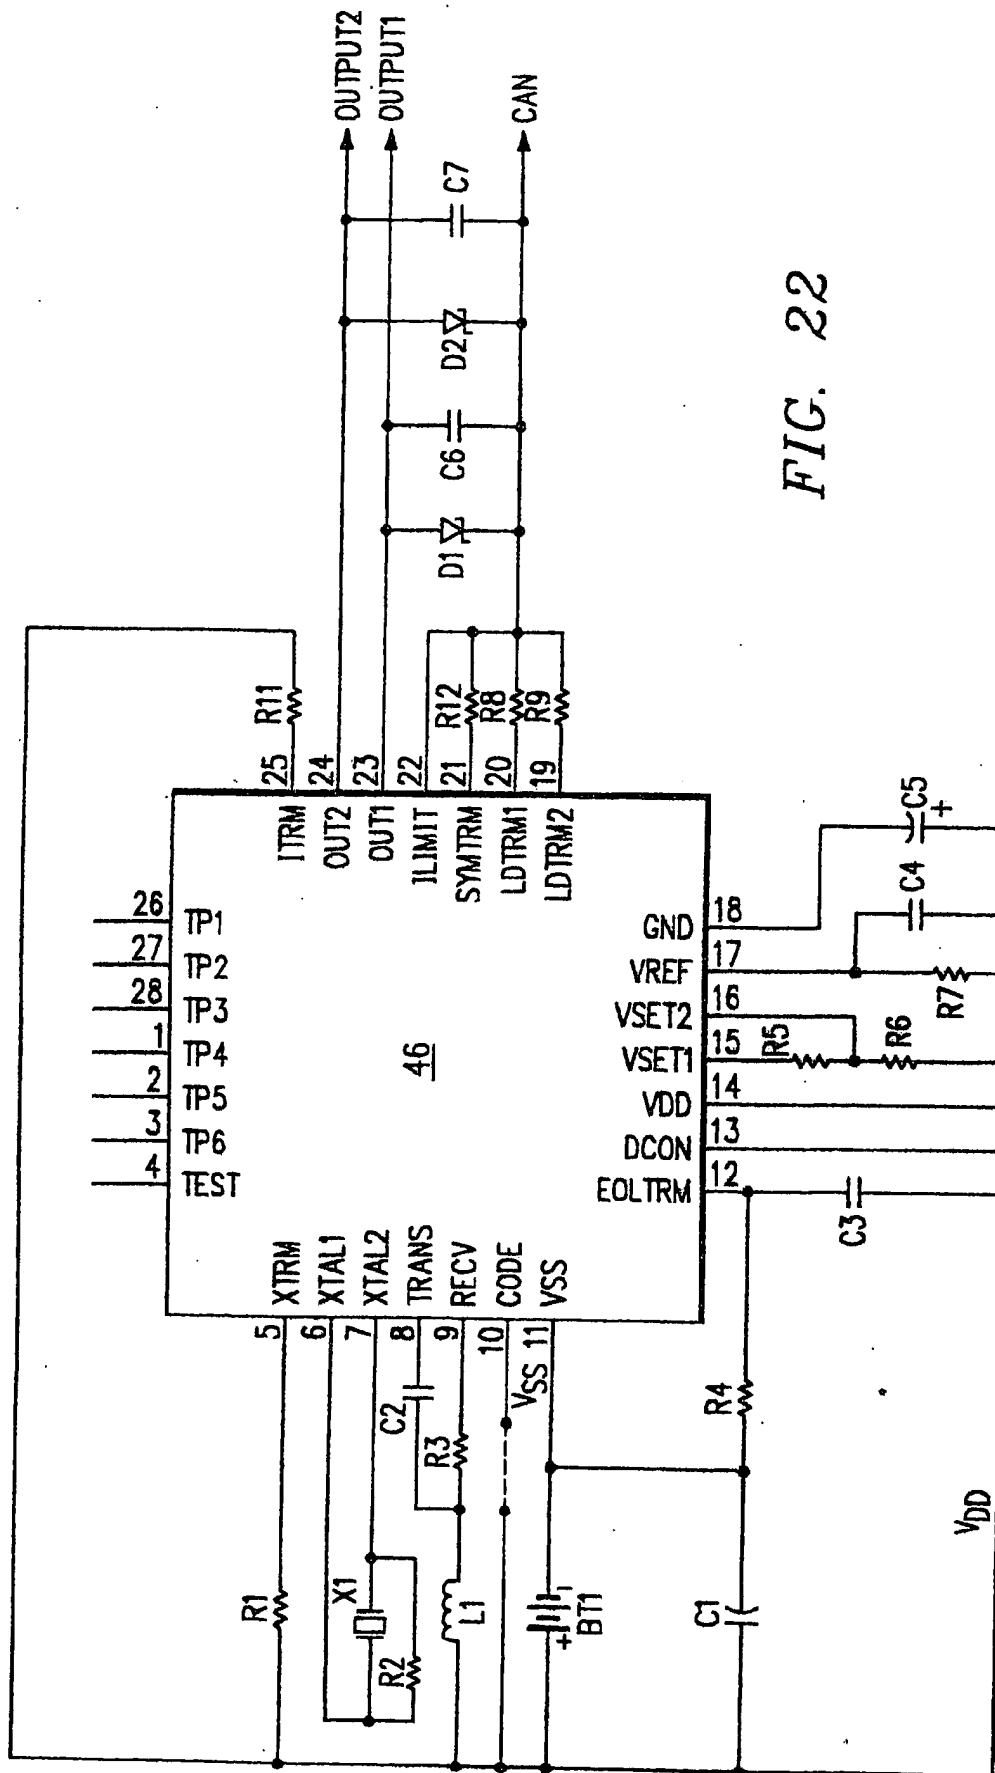 OUTPUT2
OUTPUT1
CAN
C7
D2
C6
D1
FIG. 22
R11
R12
R8
R9
25
24
23
22
21
20
19
ITRM
OUT2
OUT1
ILIMIT
SYMTRM
LDTRM1
LDTRM2
26
27
28
1
2
3
4
TP1
TP2
TP3
TP4
TP5
TP6
TEST
46
GND
VREF
VSET2
VSET1
VDD
DCON
EOLTRM
18
17
16
15
14
13
12
C5
+
C4
R7
R5
R6
C3
XTRM
XTAL1
XTAL2
TRANS
RECV
CODE
VSS
5
6
7
8
9
10
11
VSS
C2
R3
R4
R1
X1
R2
L1
+
BT1
C1
VDD